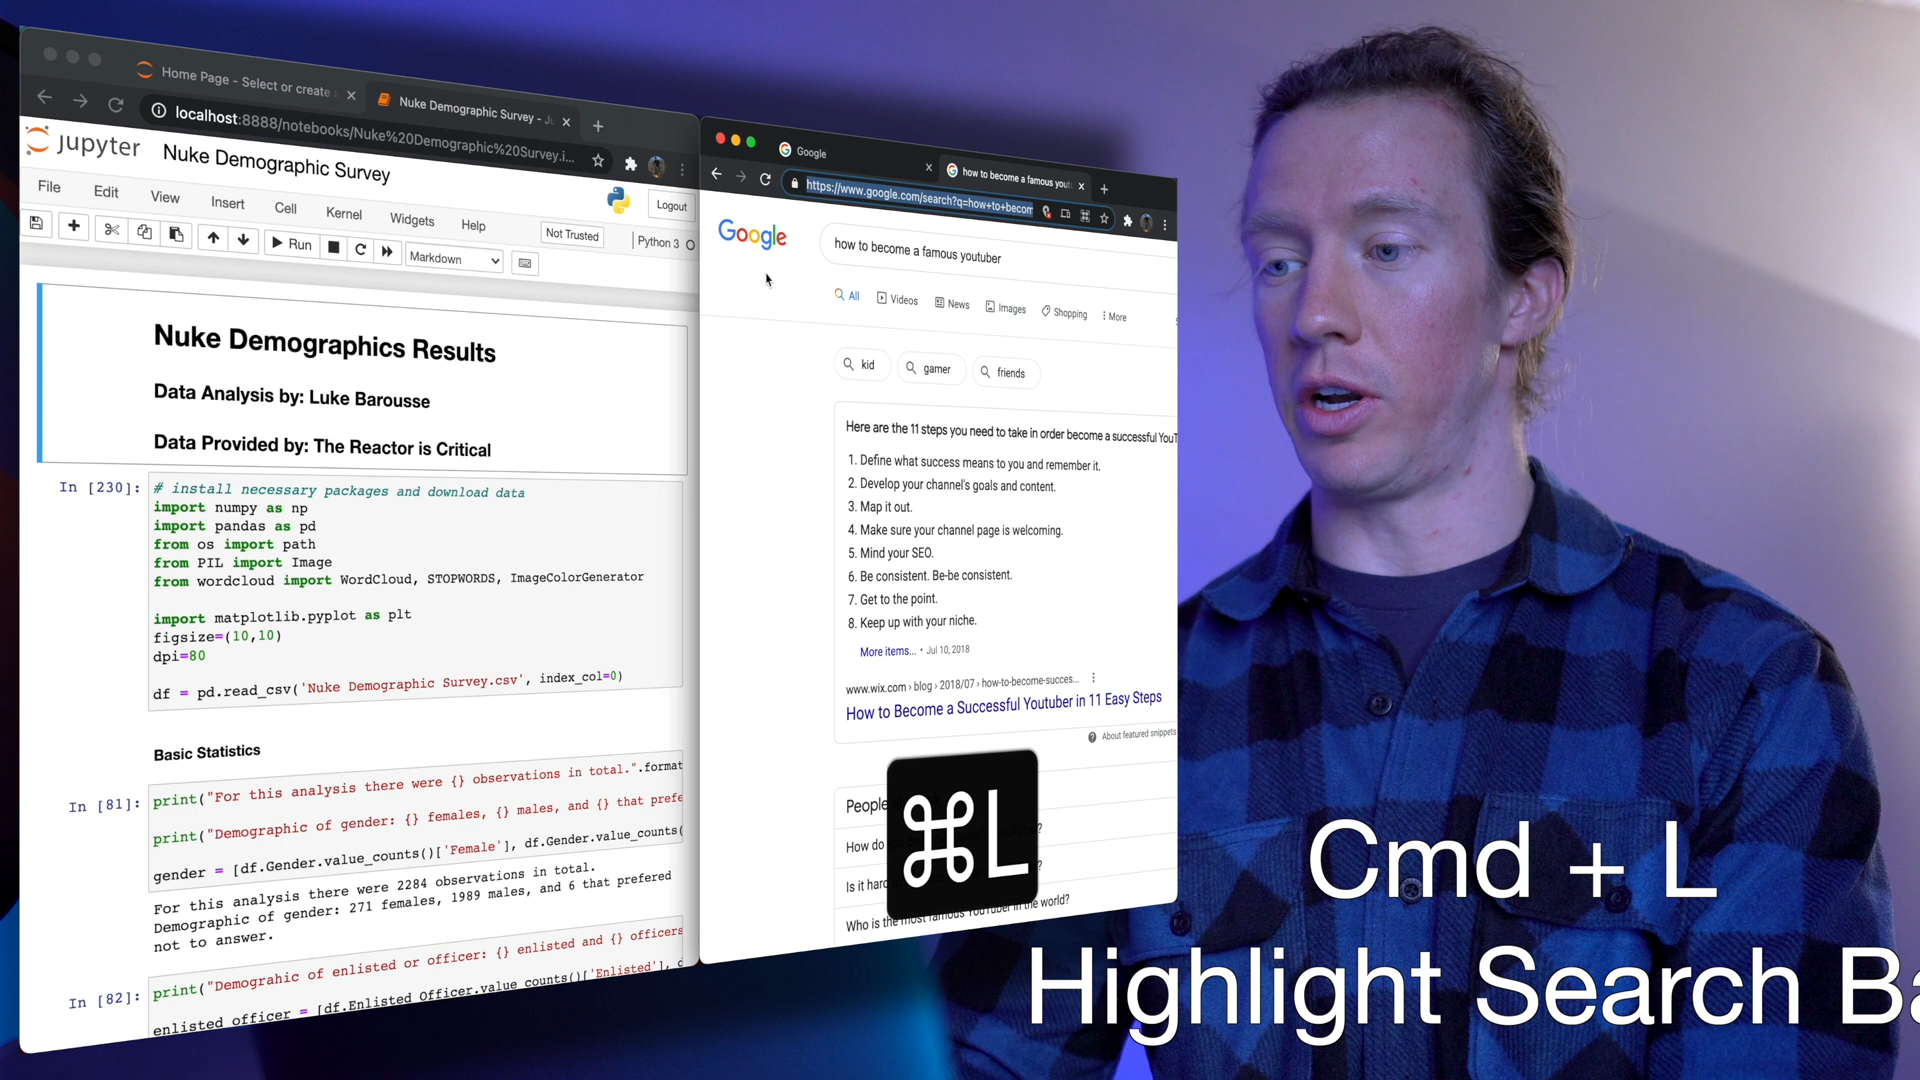 Home Page - Select or create
Nuke Demographic Survey - Ju
localhost:8888/notebooks/Nuke%20Demographic%20Survey.i...
jupyter
Nuke Demographic Survey
File
Edit
View
Insert
Cell
Kernel
Widgets
Help
Logout
Not Trusted
Python 3
Run
Markdown
Nuke Demographics Results
Data Analysis by: Luke Barousse
Data Provided by: The Reactor is Critical
In [230]:
# install necessary packages and download data
import numpy as np
import pandas as pd
from os import path
from PIL import Image
from wordcloud import WordCloud, STOPWORDS, ImageColorGenerator
import matplotlib.pyplot as plt
figsize=(10,10)
dpi=80
df = pd.read_csv('Nuke Demographic Survey.csv', index_col=0)
Basic Statistics
In [81]:
print("For this analysis there were {} observations in total.".format
print("Demographic of gender: {} females, {} males, and {} that prefe
gender = [df.Gender.value_counts()['Female'], df.Gender.value_counts(
For this analysis there were 2284 observations in total.
Demographic of gender: 271 females, 1989 males, and 6 that prefered
not to answer.
In [82]:
print("Demograhic of enlisted or officer: {} enlisted and {} officers
enlisted_officer = [df.Enlisted_Officer.value_counts()['Enlisted'], d
Google
how to become a famous yout
https://www.google.com/search?q=how+to+becom
Google
how to become a famous youtuber
All
Videos
News
Images
Shopping
More
kid
gamer
friends
Here are the 11 steps you need to take in order become a successful YouT
1. Define what success means to you and remember it.
2. Develop your channel's goals and content.
3. Map it out.
4. Make sure your channel page is welcoming.
5. Mind your SEO.
6. Be consistent. Be-be consistent.
7. Get to the point.
8. Keep up with your niche.
More items... • Jul 10, 2018
www.wix.com › blog › 2018/07 › how-to-become-succes...
How to Become a Successful Youtuber in 11 Easy Steps
About featured snippets
People
How do
Is it hard
Who is the most famous YouTuber in the world?
⌘L
Cmd + L
Highlight Search Ba